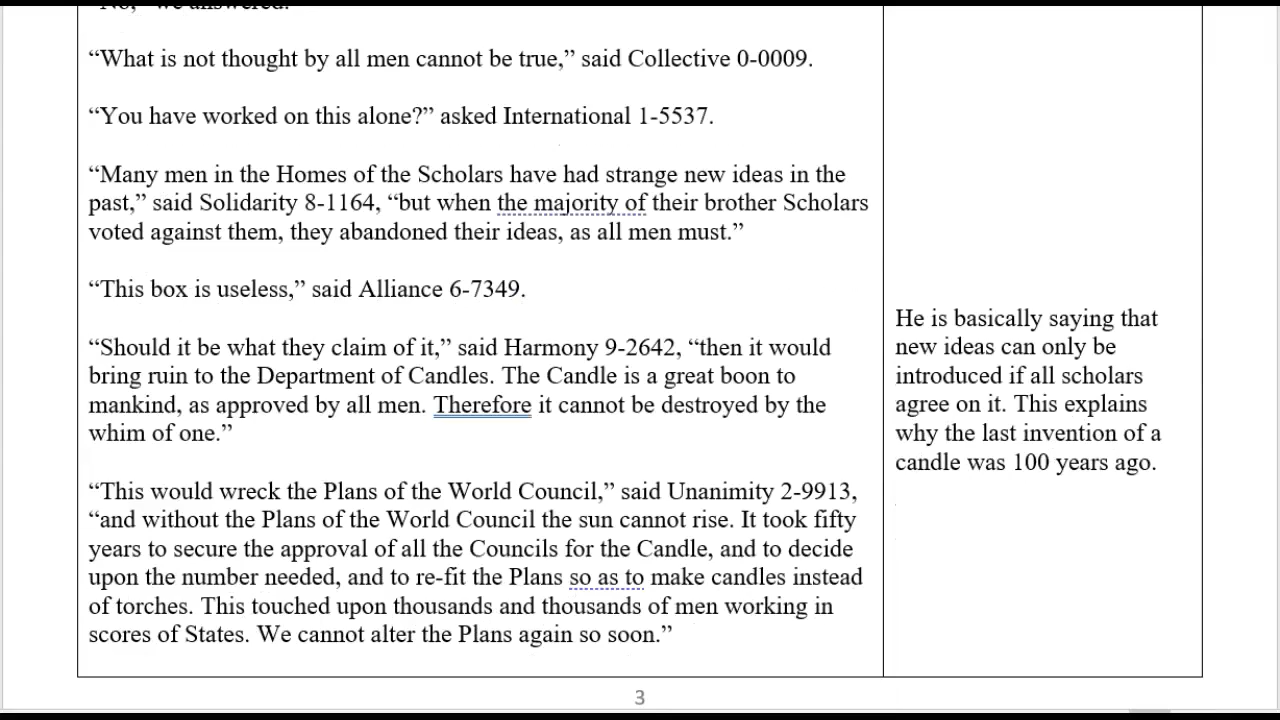 "No," we answered.
"What is not thought by all men cannot be true," said Collective 0-0009.
"You have worked on this alone?" asked International 1-5537.
"Many men in the Homes of the Scholars have had strange new ideas in the
past," said Solidarity 8-1164, "but when the majority of their brother Scholars
voted against them, they abandoned their ideas, as all men must."
"This box is useless," said Alliance 6-7349.
"Should it be what they claim of it," said Harmony 9-2642, "then it would
bring ruin to the Department of Candles. The Candle is a great boon to
mankind, as approved by all men. Therefore it cannot be destroyed by the
whim of one."
"This would wreck the Plans of the World Council," said Unanimity 2-9913,
"and without the Plans of the World Council the sun cannot rise. It took fifty
years to secure the approval of all the Councils for the Candle, and to decide
upon the number needed, and to re-fit the Plans so as to make candles instead
of torches. This touched upon thousands and thousands of men working in
scores of States. We cannot alter the Plans again so soon."
He is basically saying that
new ideas can only be
introduced if all scholars
agree on it. This explains
why the last invention of a
candle was 100 years ago.
3